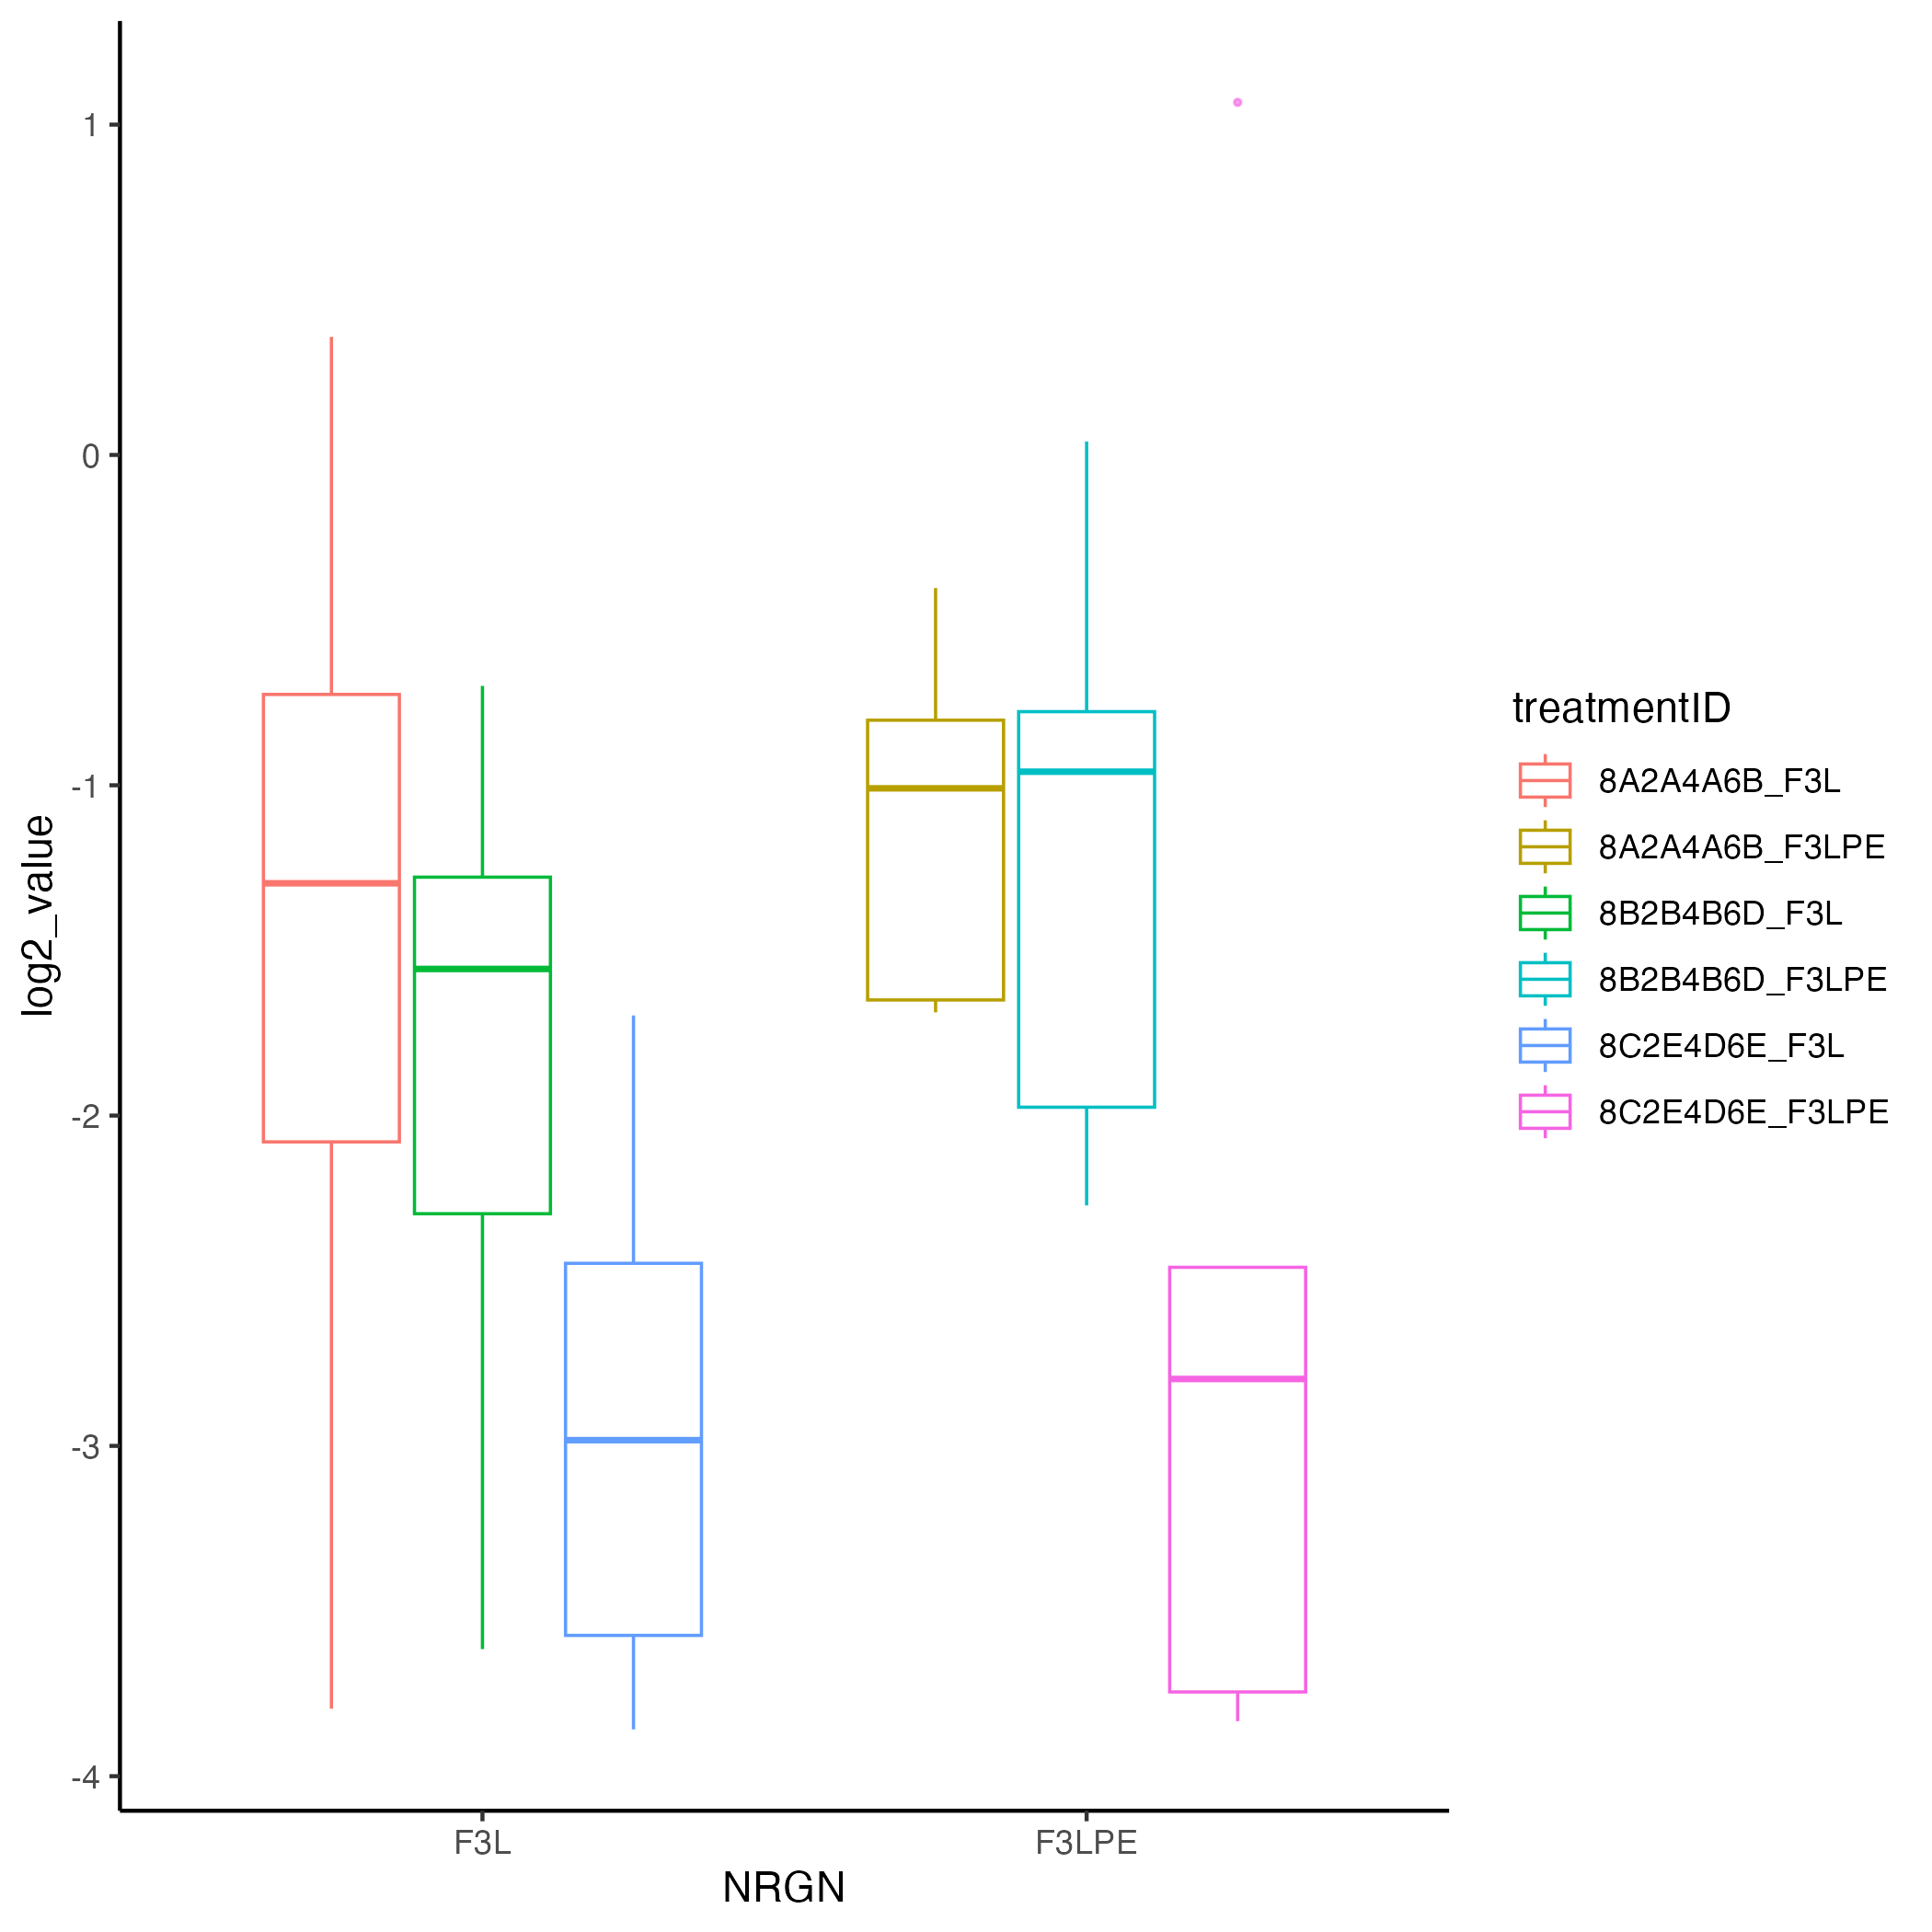 1
0
-1
-2
-3
-4
log2_value
F3L
F3LPE
NRGN
treatmentID
8A2A4A6B_F3L
8A2A4A6B_F3LPE
8B2B4B6D_F3L
8B2B4B6D_F3LPE
8C2E4D6E_F3L
8C2E4D6E_F3LPE